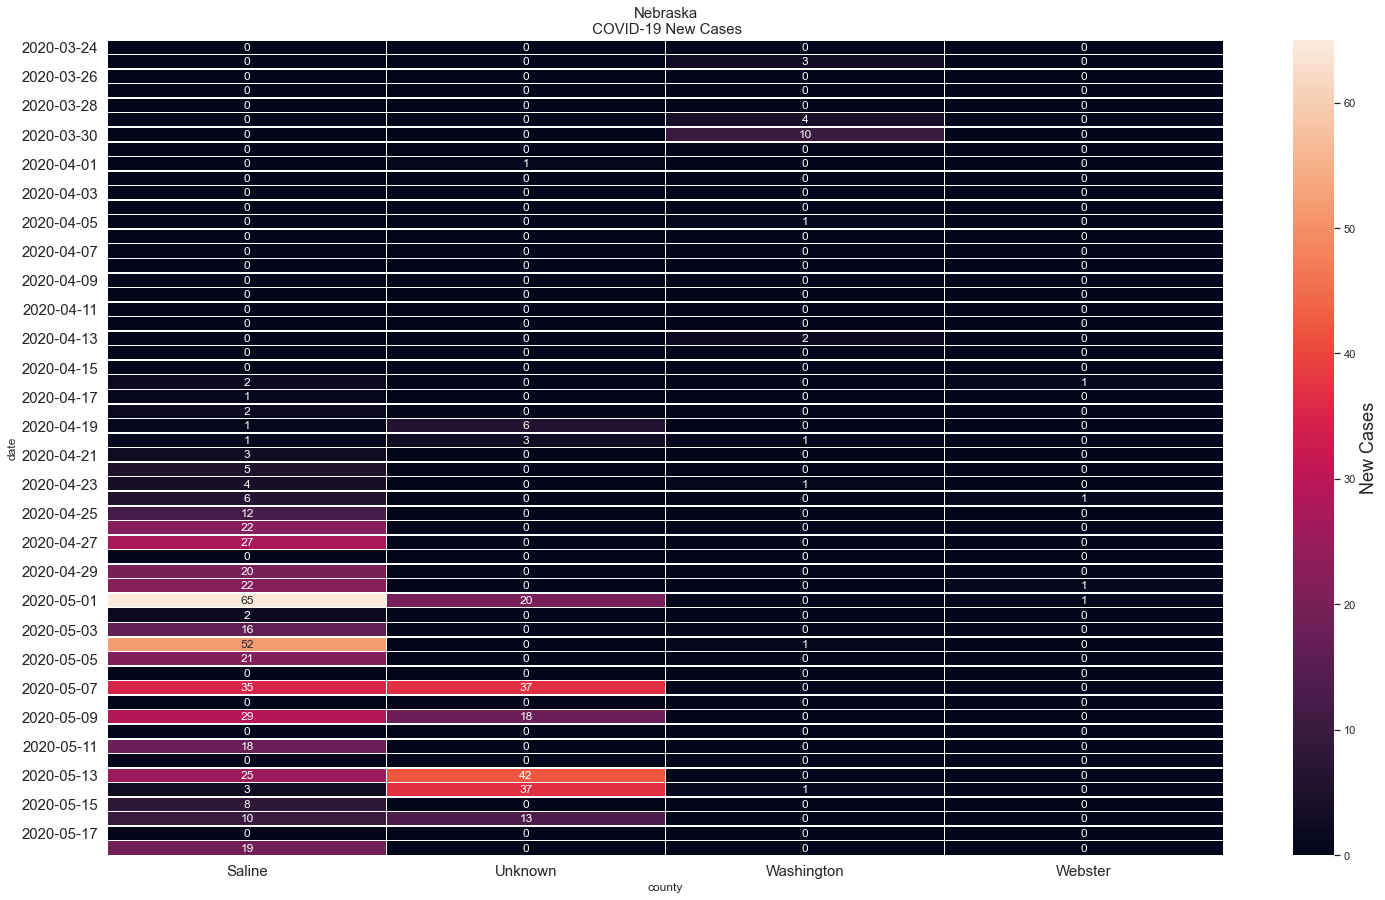 Nebraska
COVID-19 New Cases
2020-03-24 0 0 0 0
0 0 3 0
2020-03-26 0 0 0 0
0 0 0 0
2020-03-28 0 0 0 0
0 0 4 0
2020-03-30 0 0 10 0
0 0 0 0
2020-04-01 0 1 0 0
0 0 0 0
2020-04-03 0 0 0 0
0 0 0 0
2020-04-05 0 0 1 0
0 0 0 0
2020-04-07 0 0 0 0
0 0 0 0
2020-04-09 0 0 0 0
0 0 0 0
2020-04-11 0 0 0 0
0 0 0 0
2020-04-13 0 0 2 0
0 0 0 0
2020-04-15 0 0 0 0
2 0 0 1
2020-04-17 1 0 0 0
2 0 0 0
2020-04-19 1 6 0 0
1 3 1 0
2020-04-21 3 0 0 0
5 0 0 0
2020-04-23 4 0 1 0
6 0 0 1
2020-04-25 12 0 0 0
22 0 0 0
2020-04-27 27 0 0 0
0 0 0 0
2020-04-29 20 0 0 0
22 0 0 1
2020-05-01 65 20 0 1
2 0 0 0
2020-05-03 16 0 0 0
52 0 1 0
2020-05-05 21 0 0 0
0 0 0 0
2020-05-07 35 37 0 0
0 0 0 0
2020-05-09 29 18 0 0
0 0 0 0
2020-05-11 18 0 0 0
0 0 0 0
2020-05-13 25 42 0 0
3 37 1 0
2020-05-15 8 0 0 0
10 13 0 0
2020-05-17 0 0 0 0
19 0 0 0
Saline Unknown Washington Webster
county
date
60
50
40
30
20
10
0
New Cases